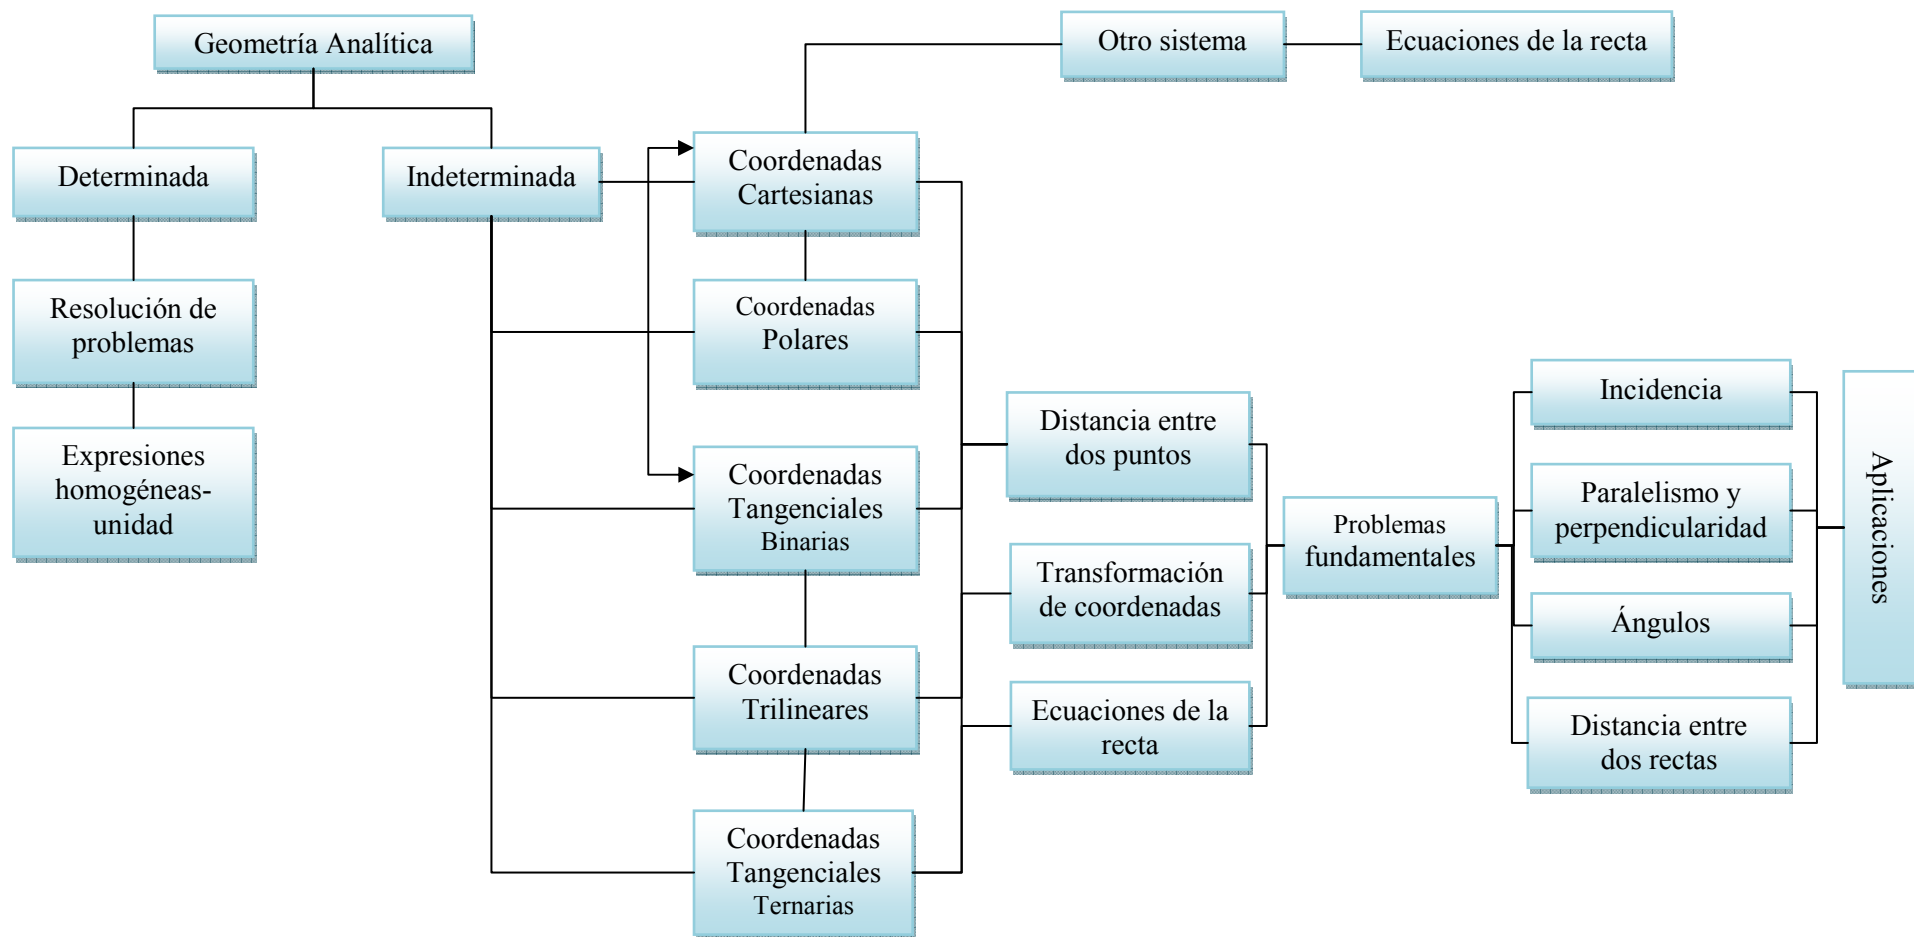 Geometría Analítica
Otro sistema
Ecuaciones de la recta
Determinada
Indeterminada
Coordenadas
Cartesianas
Resolución de
problemas
Coordenadas
Polares
Expresiones
homogéneas-
unidad
Coordenadas
Tangenciales
Binarias
Coordenadas
Trilineares
Coordenadas
Tangenciales
Ternarias
Distancia entre
dos puntos
Transformación
de coordenadas
Ecuaciones de la
recta
Problemas
fundamentales
Incidencia
Paralelismo y
perpendicularidad
Ángulos
Distancia entre
dos rectas
Aplicaciones